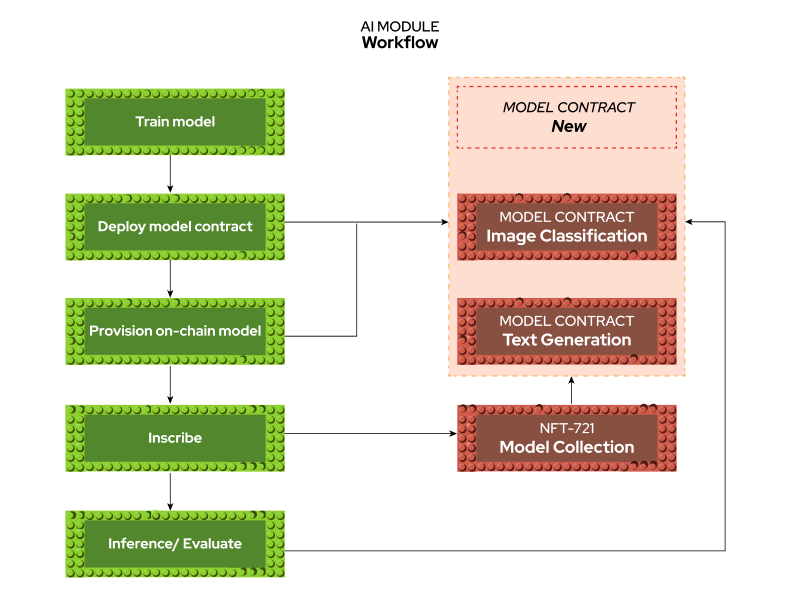 AI MODULE
Workflow
Train model
Deploy model contract
Provision on-chain model
Inscribe
Inference/ Evaluate
MODEL CONTRACT
New
MODEL CONTRACT
Image Classification
MODEL CONTRACT
Text Generation
NFT-721
Model Collection